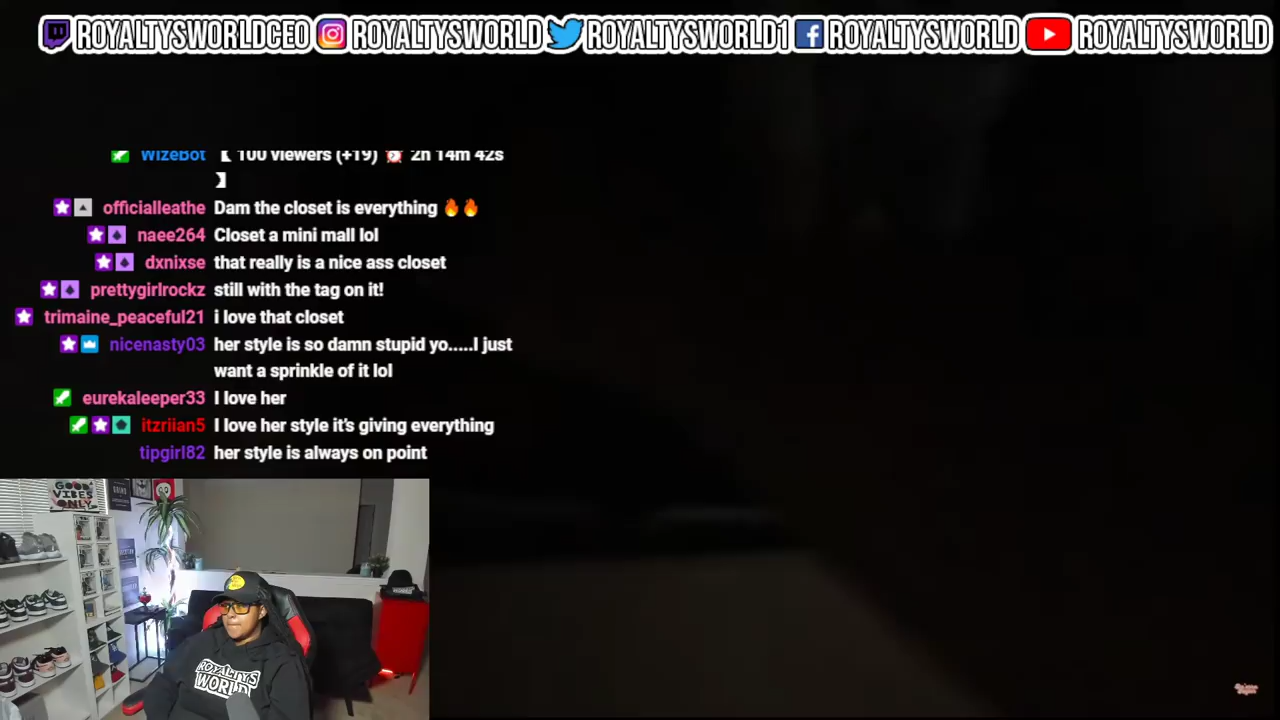 ROYALTYSWORLDCEO ROYALTYSWORLD ROYALTYSWORLD1 ROYALTYSWORLD ROYALTYSWORLD
WizeBot 【 100 viewers (+19) ⏰ 2h 14m 42s
】
officialleathe Dam the closet is everything 🔥🔥
naee264 Closet a mini mall lol
dxnixse that really is a nice ass closet
prettygirlrockz still with the tag on it!
trimaine_peaceful21 i love that closet
nicenasty03 her style is so damn stupid yo.....I just
want a sprinkle of it lol
eurekaleeper33 I love her
itzriian5 I love her style it's giving everything
tipgirl82 her style is always on point
GOOD
VIBES
ONLY
ROYALTYS
WORLD